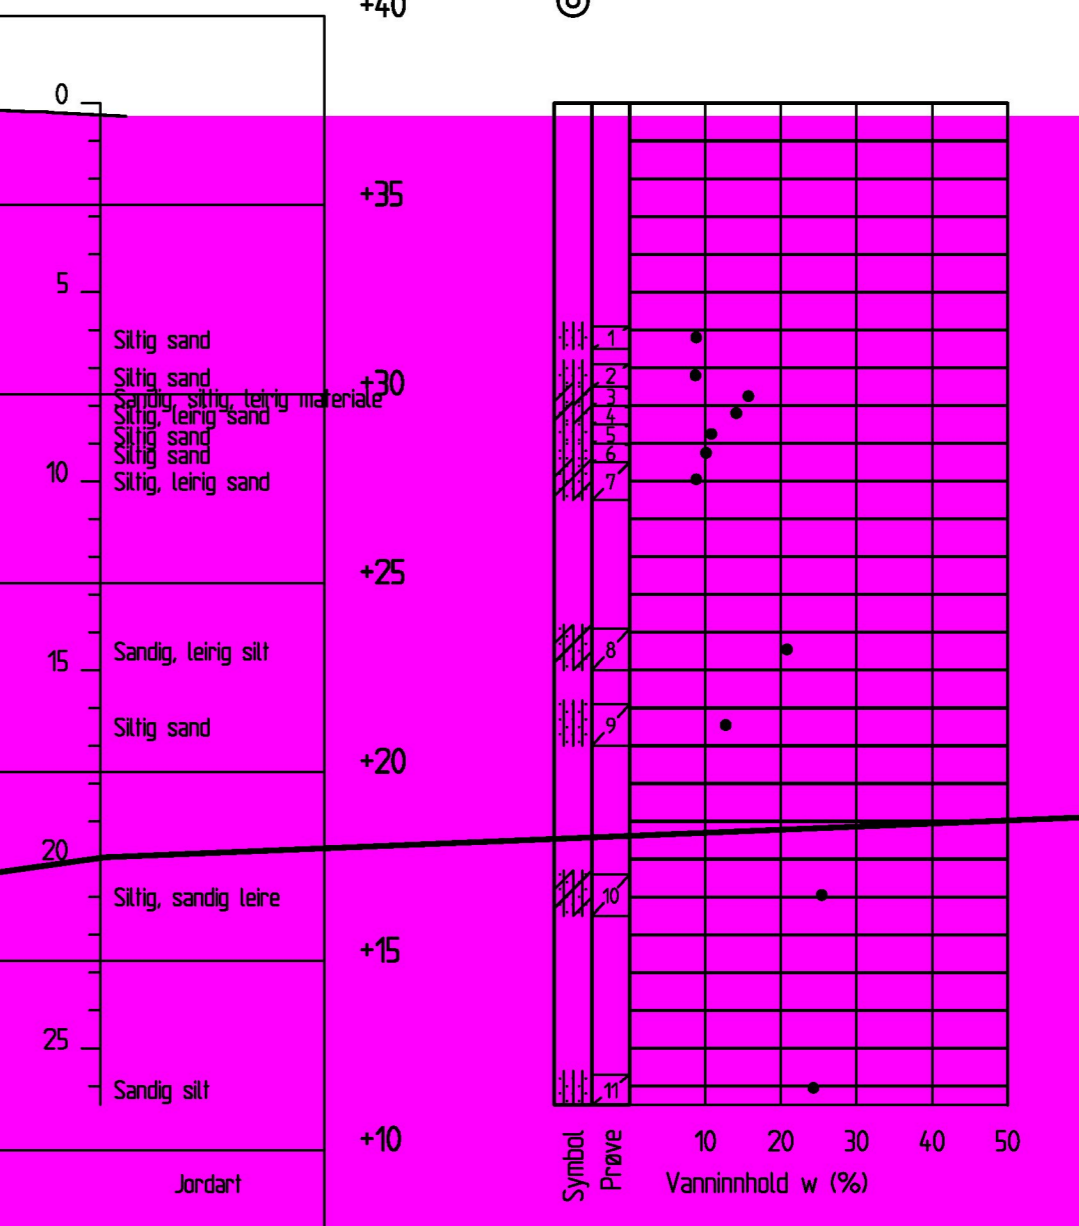 +40
0
+35
5
Siltig sand 1
Siltig sand +30 2
Sandig, siltig, leirig materiale 3
Siltig, leirig sand 4
Siltig sand 5
Siltig sand 6
10 Siltig, leirig sand 7
+25
15 Sandig, leirig silt 8
Siltig sand 9
+20
20
Siltig, sandig leire 10
+15
25
Sandig silt 11
+10 10 20 30 40 50
Symbol
Prøve
Jordart Vanninnhold w (%)